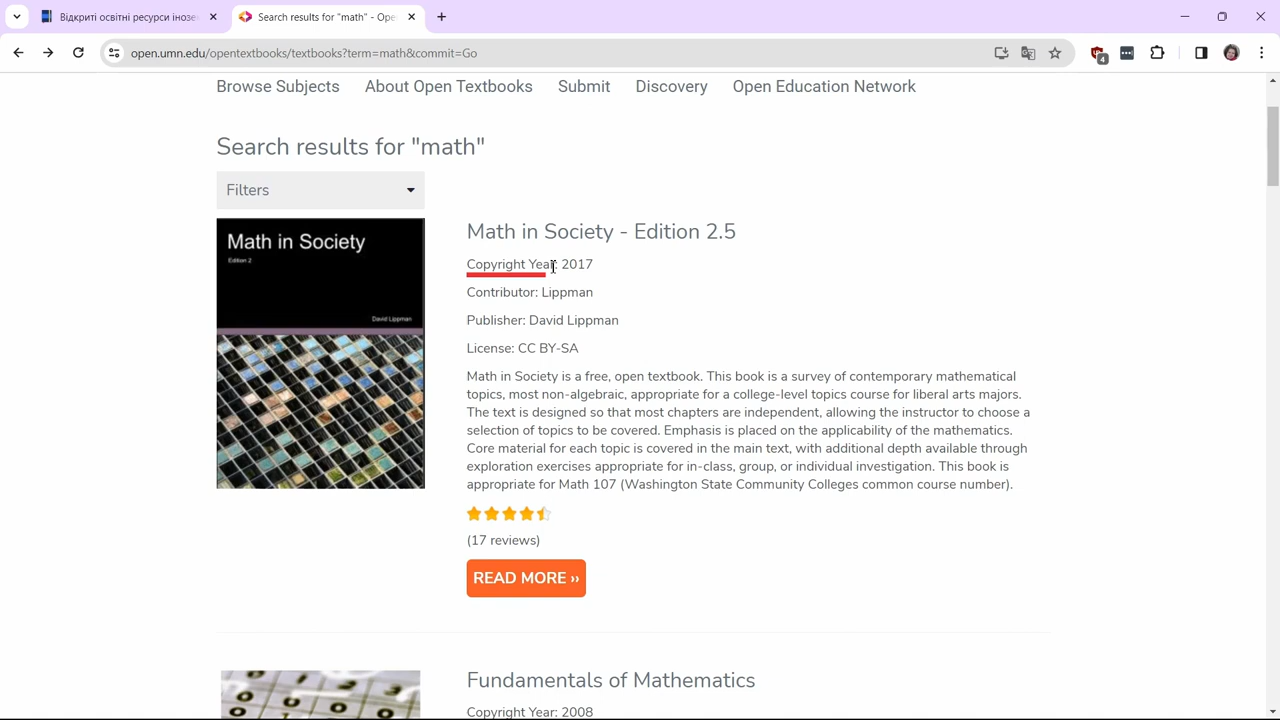 Відкриті освітні ресурси інозе
Search results for "math" - Ope
open.umn.edu/opentextbooks/textbooks?term=math&commit=Go
4
Browse Subjects
About Open Textbooks
Submit
Discovery
Open Education Network
Search results for "math"
Filters
Math in Society
Edition 2
David Lippman
Math in Society - Edition 2.5
Copyright Year: 2017
Contributor: Lippman
Publisher: David Lippman
License: CC BY-SA
Math in Society is a free, open textbook. This book is a survey of contemporary mathematical
topics, most non-algebraic, appropriate for a college-level topics course for liberal arts majors.
The text is designed so that most chapters are independent, allowing the instructor to choose a
selection of topics to be covered. Emphasis is placed on the applicability of the mathematics.
Core material for each topic is covered in the main text, with additional depth available through
exploration exercises appropriate for in-class, group, or individual investigation. This book is
appropriate for Math 107 (Washington State Community Colleges common course number).
(17 reviews)
READ MORE ››
Fundamentals of Mathematics
Copyright Year: 2008